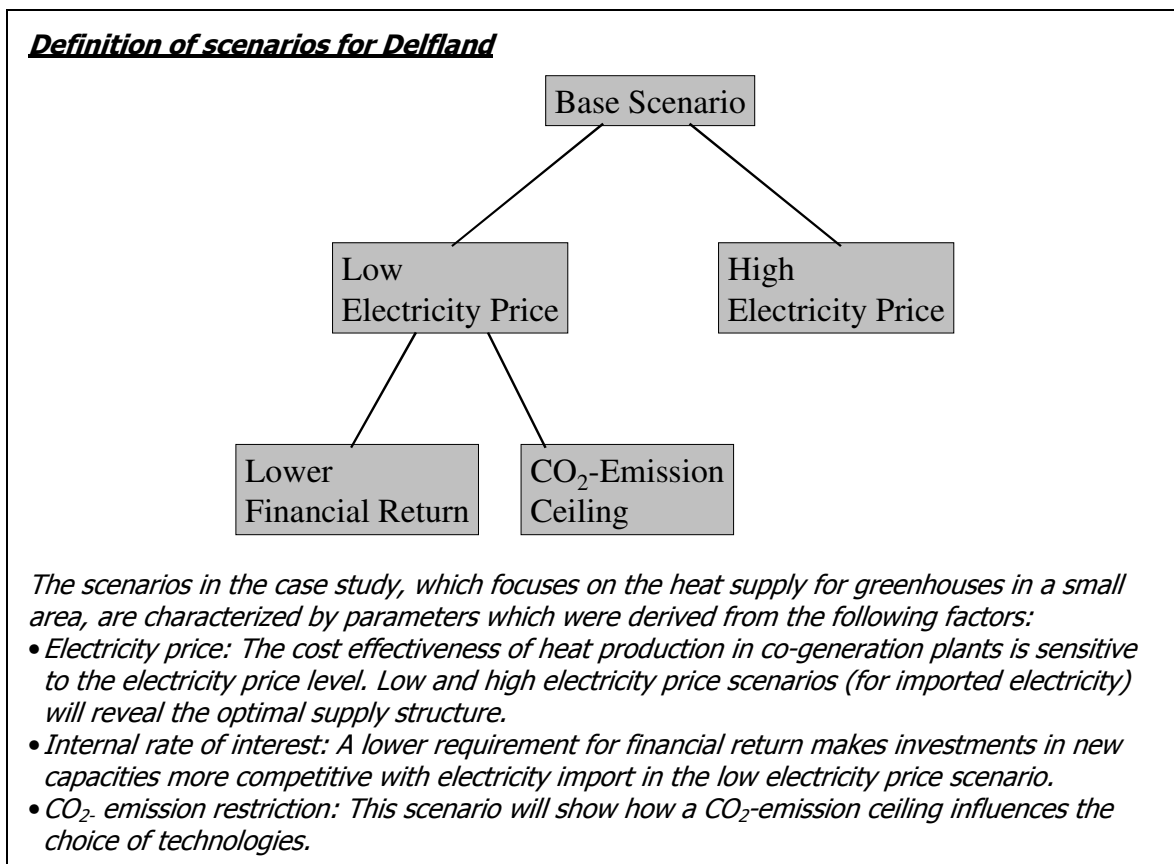 Definition of scenarios for Delfland
Base Scenario
Low
Electricity Price
High
Electricity Price
Lower
Financial Return
CO2-Emission
Ceiling
The scenarios in the case study, which focuses on the heat supply for greenhouses in a small
area, are characterized by parameters which were derived from the following factors:
• Electricity price: The cost effectiveness of heat production in co-generation plants is sensitive
to the electricity price level. Low and high electricity price scenarios (for imported electricity)
will reveal the optimal supply structure.
• Internal rate of interest: A lower requirement for financial return makes investments in new
capacities more competitive with electricity import in the low electricity price scenario.
• CO2- emission restriction: This scenario will show how a CO2-emission ceiling influences the
choice of technologies.